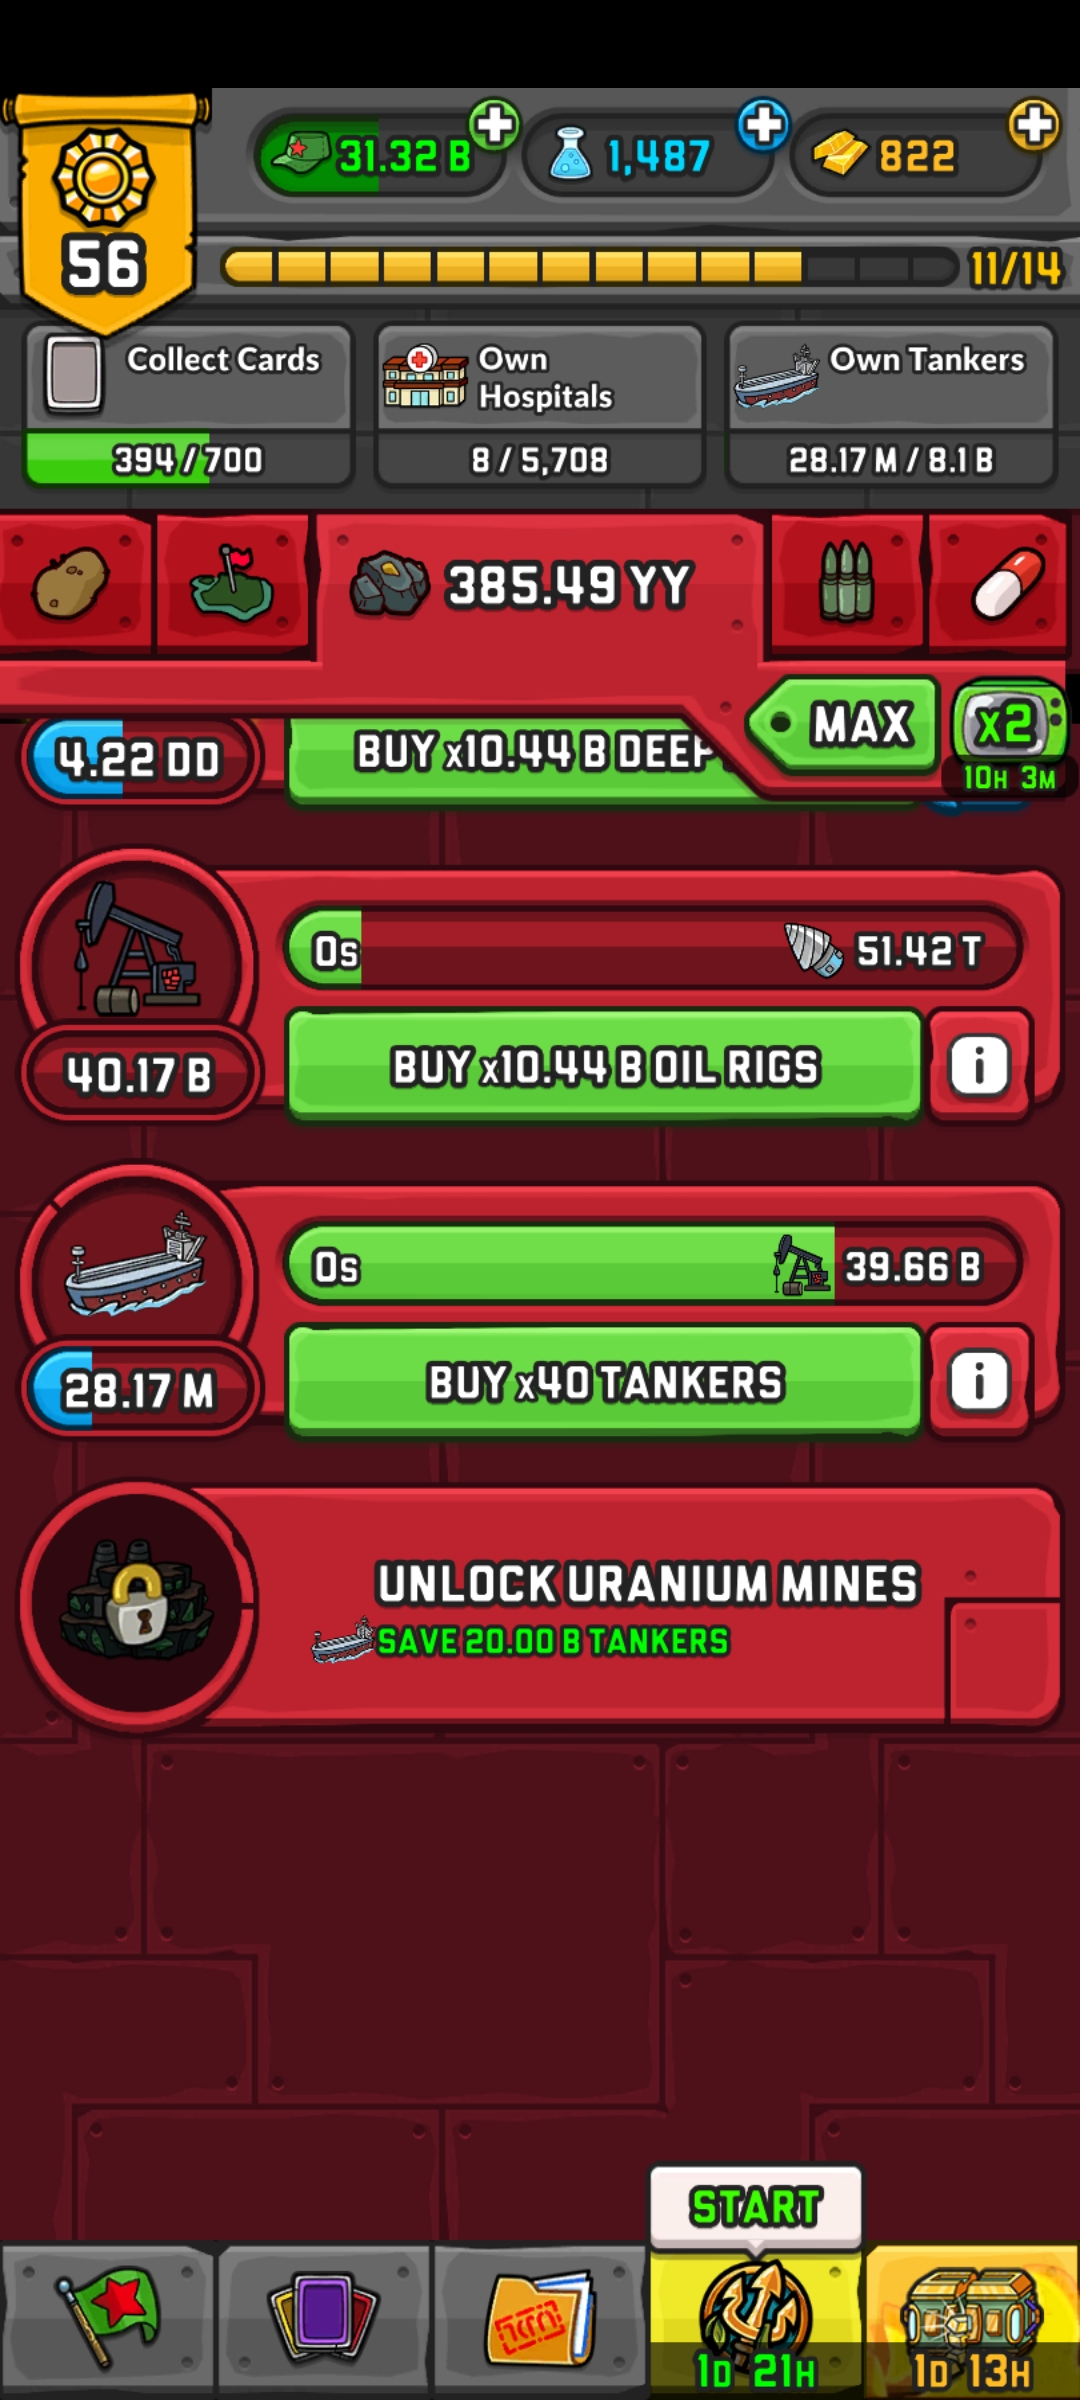 56
31.32 B
1,487
822
11/14
Collect Cards
394/700
Own
Hospitals
8/5,708
Own Tankers
28.17 M/8.1 B
385.49 YY
MAX
x2
10H 3M
4.22 DD
BUY x10.44 B DEEP
0s
51.42 T
40.17 B
BUY x10.44 B OIL RIGS
i
0s
39.66 B
28.17 M
BUY x40 TANKERS
i
UNLOCK URANIUM MINES
SAVE 20.00 B TANKERS
START
1D 21H
1D 13H